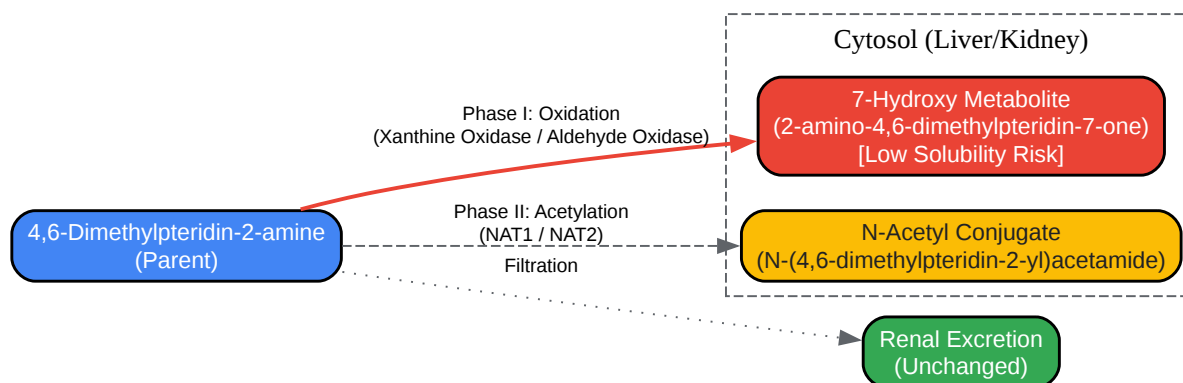 Cytosol (Liver/Kidney)
7-Hydroxy Metabolite
(2-amino-4,6-dimethylpteridin-7-one)
[Low Solubility Risk]
Phase I: Oxidation
(Xanthine Oxidase / Aldehyde Oxidase)
4,6-Dimethylpteridin-2-amine
(Parent)
Phase II: Acetylation
(NAT1 / NAT2)
N-Acetyl Conjugate
(N-(4,6-dimethylpteridin-2-yl)acetamide)
Filtration
Renal Excretion
(Unchanged)